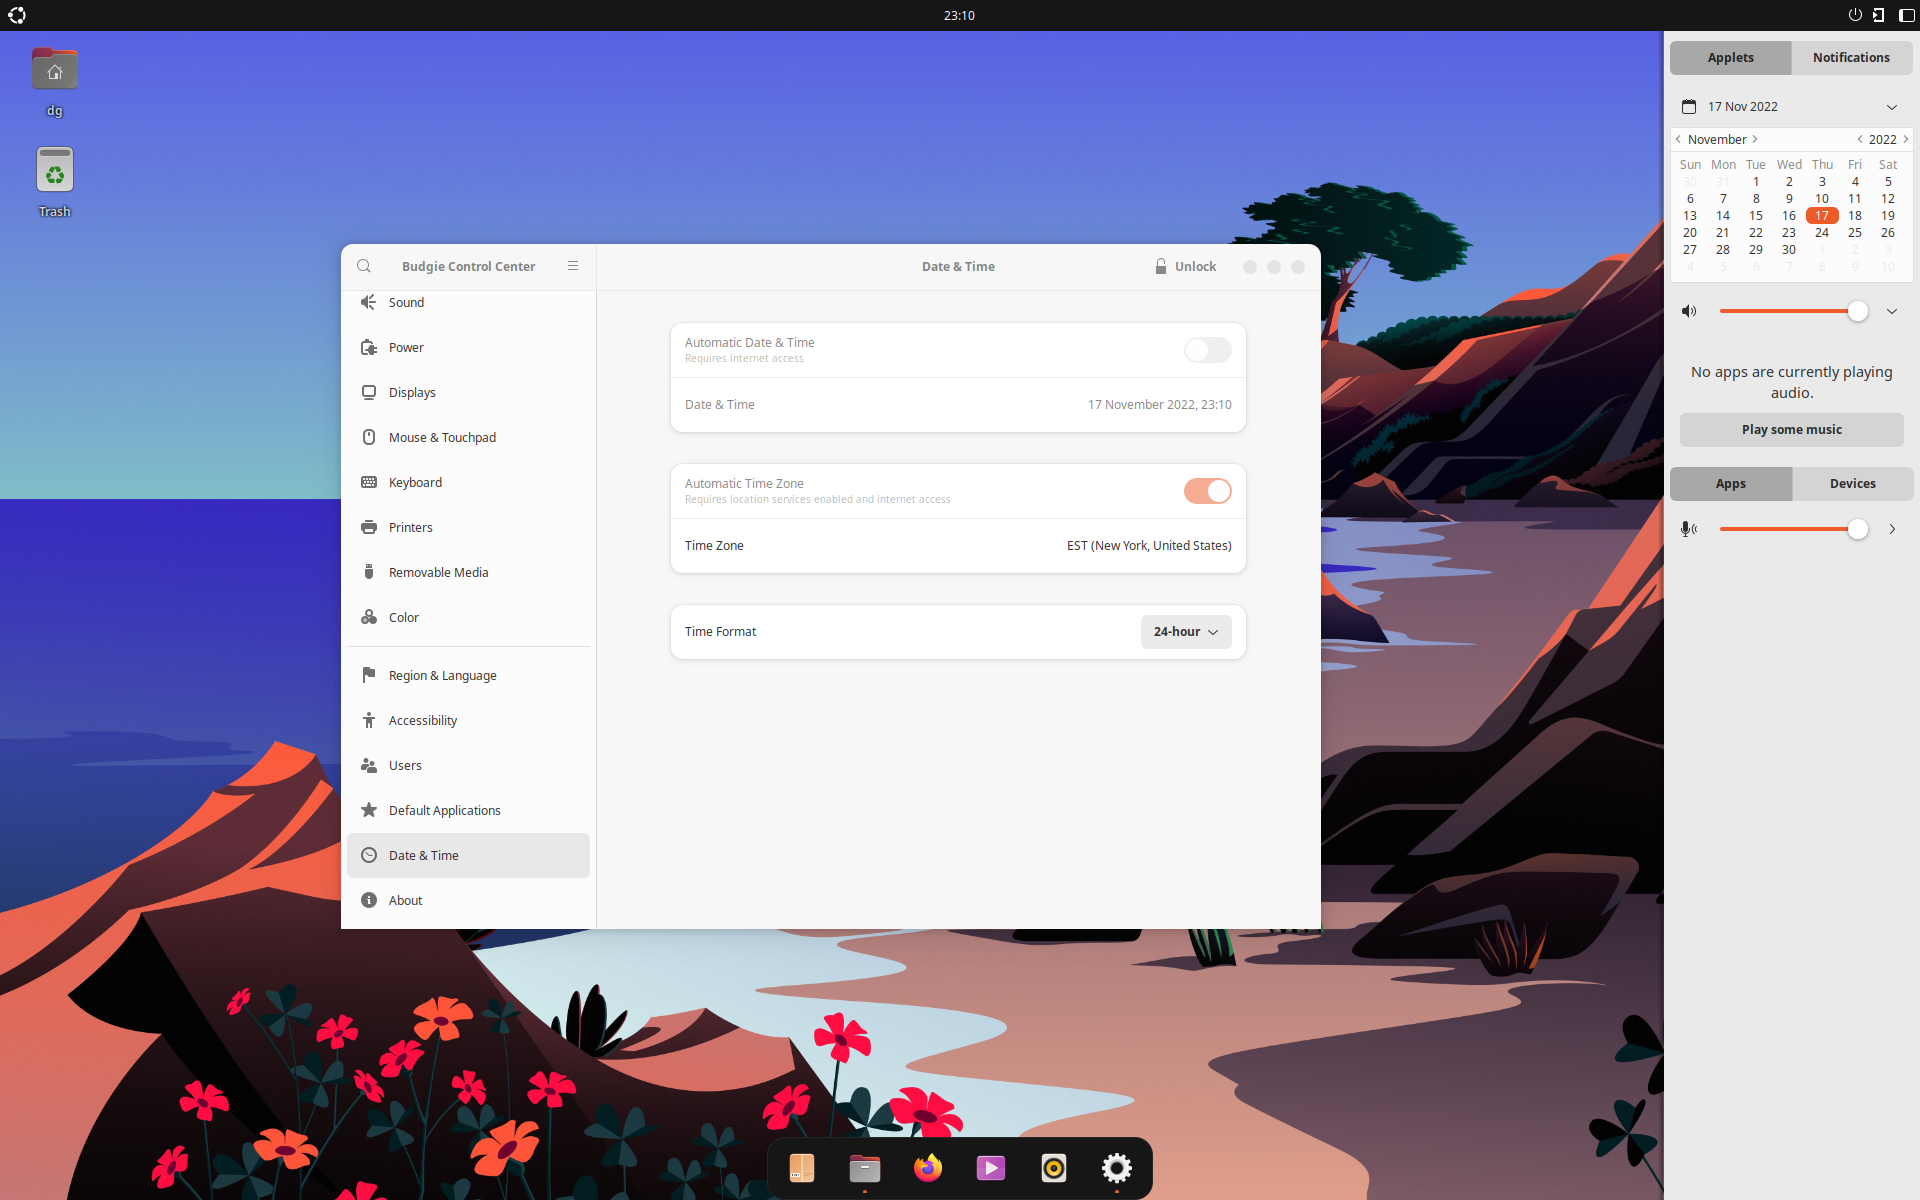 23:10
dg
Trash
Budgie Control Center
Sound
Power
Displays
Mouse & Touchpad
Keyboard
Printers
Removable Media
Color
Region & Language
Accessibility
Users
Default Applications
Date & Time
About
Date & Time
Unlock
Automatic Date & Time
Requires internet access
Date & Time 17 November 2022, 23:10
Automatic Time Zone
Requires location services enabled and internet access
Time Zone EST (New York, United States)
Time Format 24-hour
Applets Notifications
17 Nov 2022
November 2022
Sun Mon Tue Wed Thu Fri Sat
30 31 1 2 3 4 5
6 7 8 9 10 11 12
13 14 15 16 17 18 19
20 21 22 23 24 25 26
27 28 29 30 1 2 3
4 5 6 7 8 9 10
No apps are currently playing
audio.
Play some music
Apps Devices